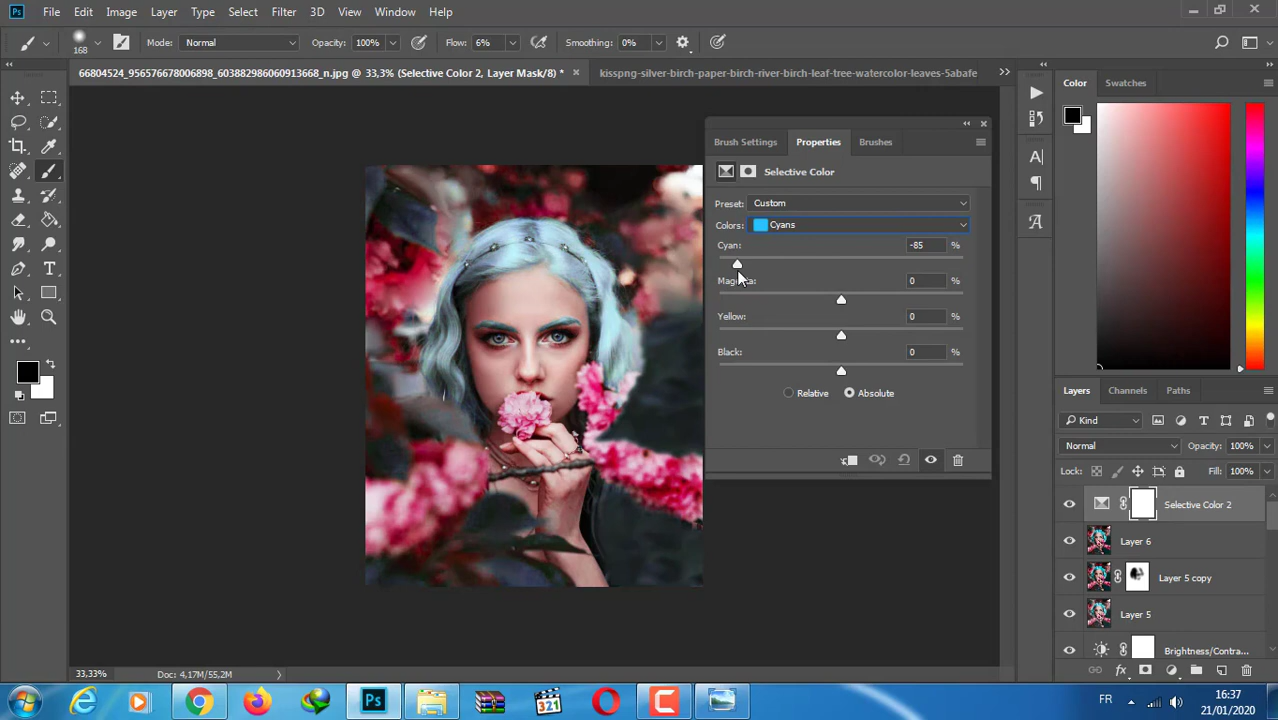 Ps File Edit Image Layer Type Select Filter 3D View Window Help
168 Mode: Normal Opacity: 100% Flow: 6% Smoothing: 0%
66804524_956576678006898_603882986060913668_n.jpg @ 33,3% (Selective Color 2, Layer Mask/8) * kisspng-silver-birch-paper-birch-river-birch-leaf-tree-watercolor-leaves-5abafe
Color Swatches
Brush Settings Properties Brushes
Selective Color
Preset: Custom
Colors: Cyans
Cyan: -85 %
Magenta: 0 %
Yellow: 0 %
Black: 0 %
Relative Absolute
Layers Channels Paths
Kind
Normal Opacity: 100%
Lock: Fill: 100%
Selective Color 2
Layer 6
Layer 5 copy
Layer 5
Brightness/Contra...
33,33% Doc: 4,17M/55,2M
Ps 321 FR 16:37
21/01/2020